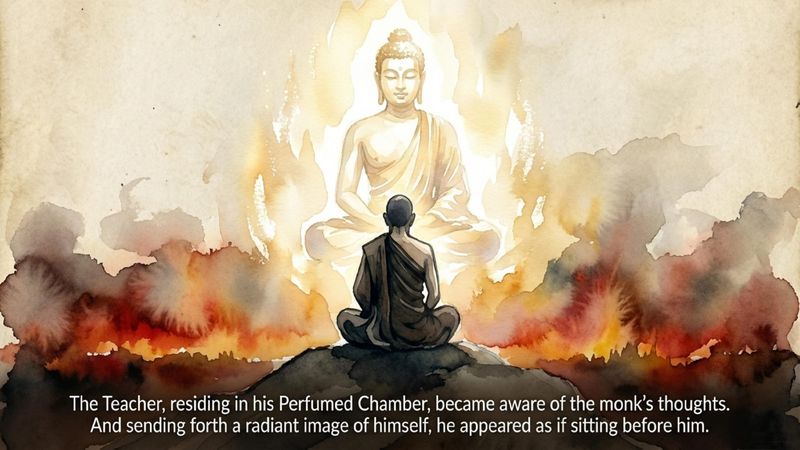 The Teacher, residing in his Perfumed Chamber, became aware of the monk's thoughts.
And sending forth a radiant image of himself, he appeared as if sitting before him.